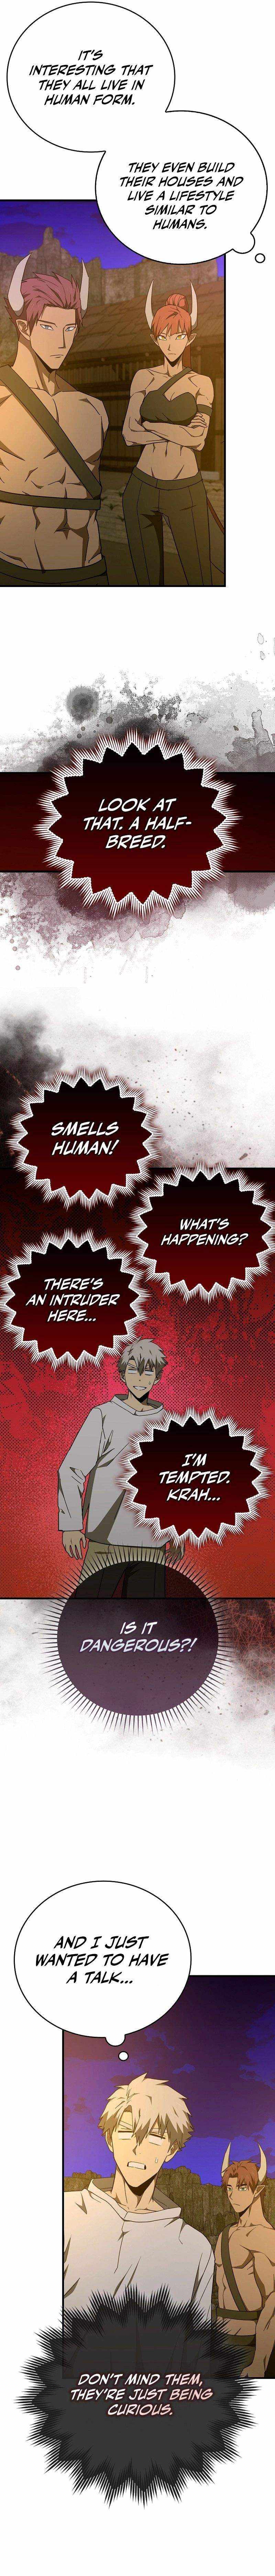 IT'S
INTERESTING THAT
THEY ALL LIVE IN
HUMAN FORM.
THEY EVEN BUILD
THEIR HOUSES AND
LIVE A LIFESTYLE
SIMILAR TO
HUMANS.
LOOK AT
THAT. A HALF-
BREED.
SMELLS
HUMAN!
WHAT'S
HAPPENING?
THERE'S
AN INTRUDER
HERE...
I'M
TEMPTED.
KRAH...
IS IT
DANGEROUS?!
AND I JUST
WANTED TO HAVE
A TALK...
DON'T MIND THEM,
THEY'RE JUST BEING
CURIOUS.